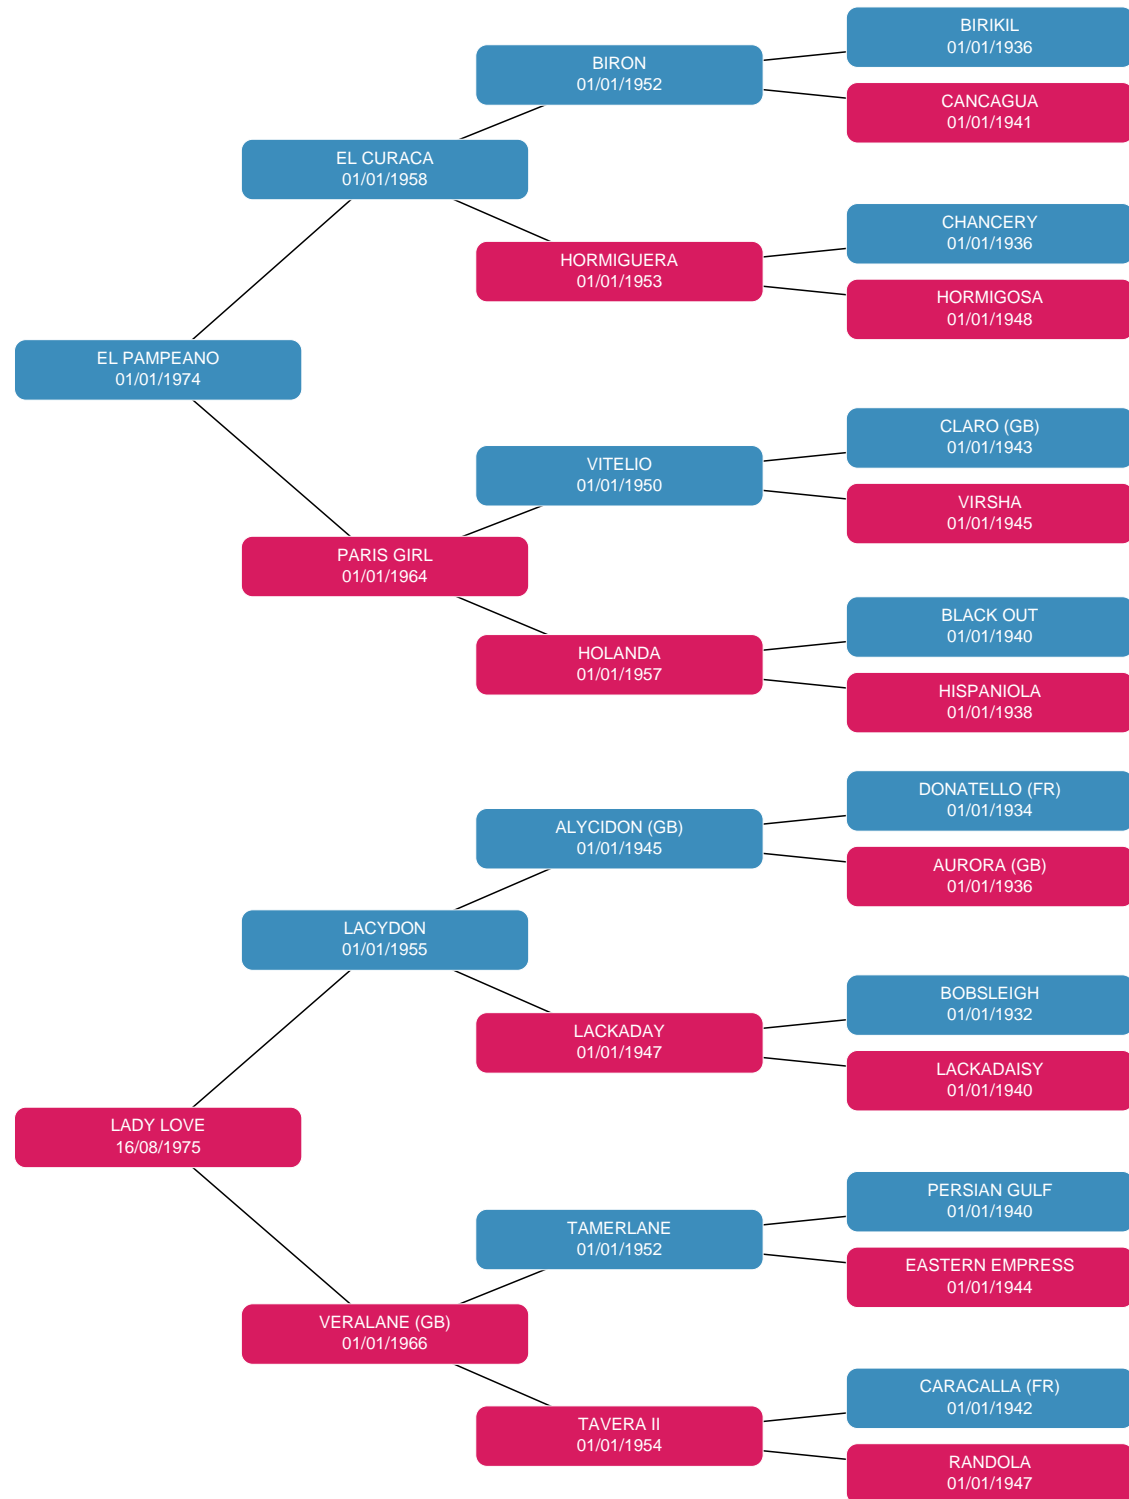 BIRIKIL
01/01/1936
BIRON
01/01/1952
CANCAGUA
01/01/1941
EL CURACA
01/01/1958
CHANCERY
01/01/1936
HORMIGUERA
01/01/1953
HORMIGOSA
01/01/1948
EL PAMPEANO
01/01/1974
CLARO (GB)
01/01/1943
VITELIO
01/01/1950
VIRSHA
01/01/1945
PARIS GIRL
01/01/1964
BLACK OUT
01/01/1940
HOLANDA
01/01/1957
HISPANIOLA
01/01/1938
DONATELLO (FR)
01/01/1934
ALYCIDON (GB)
01/01/1945
AURORA (GB)
01/01/1936
LACYDON
01/01/1955
BOBSLEIGH
01/01/1932
LACKADAY
01/01/1947
LACKADAISY
01/01/1940
LADY LOVE
16/08/1975
PERSIAN GULF
01/01/1940
TAMERLANE
01/01/1952
EASTERN EMPRESS
01/01/1944
VERALANE (GB)
01/01/1966
CARACALLA (FR)
01/01/1942
TAVERA II
01/01/1954
RANDOLA
01/01/1947